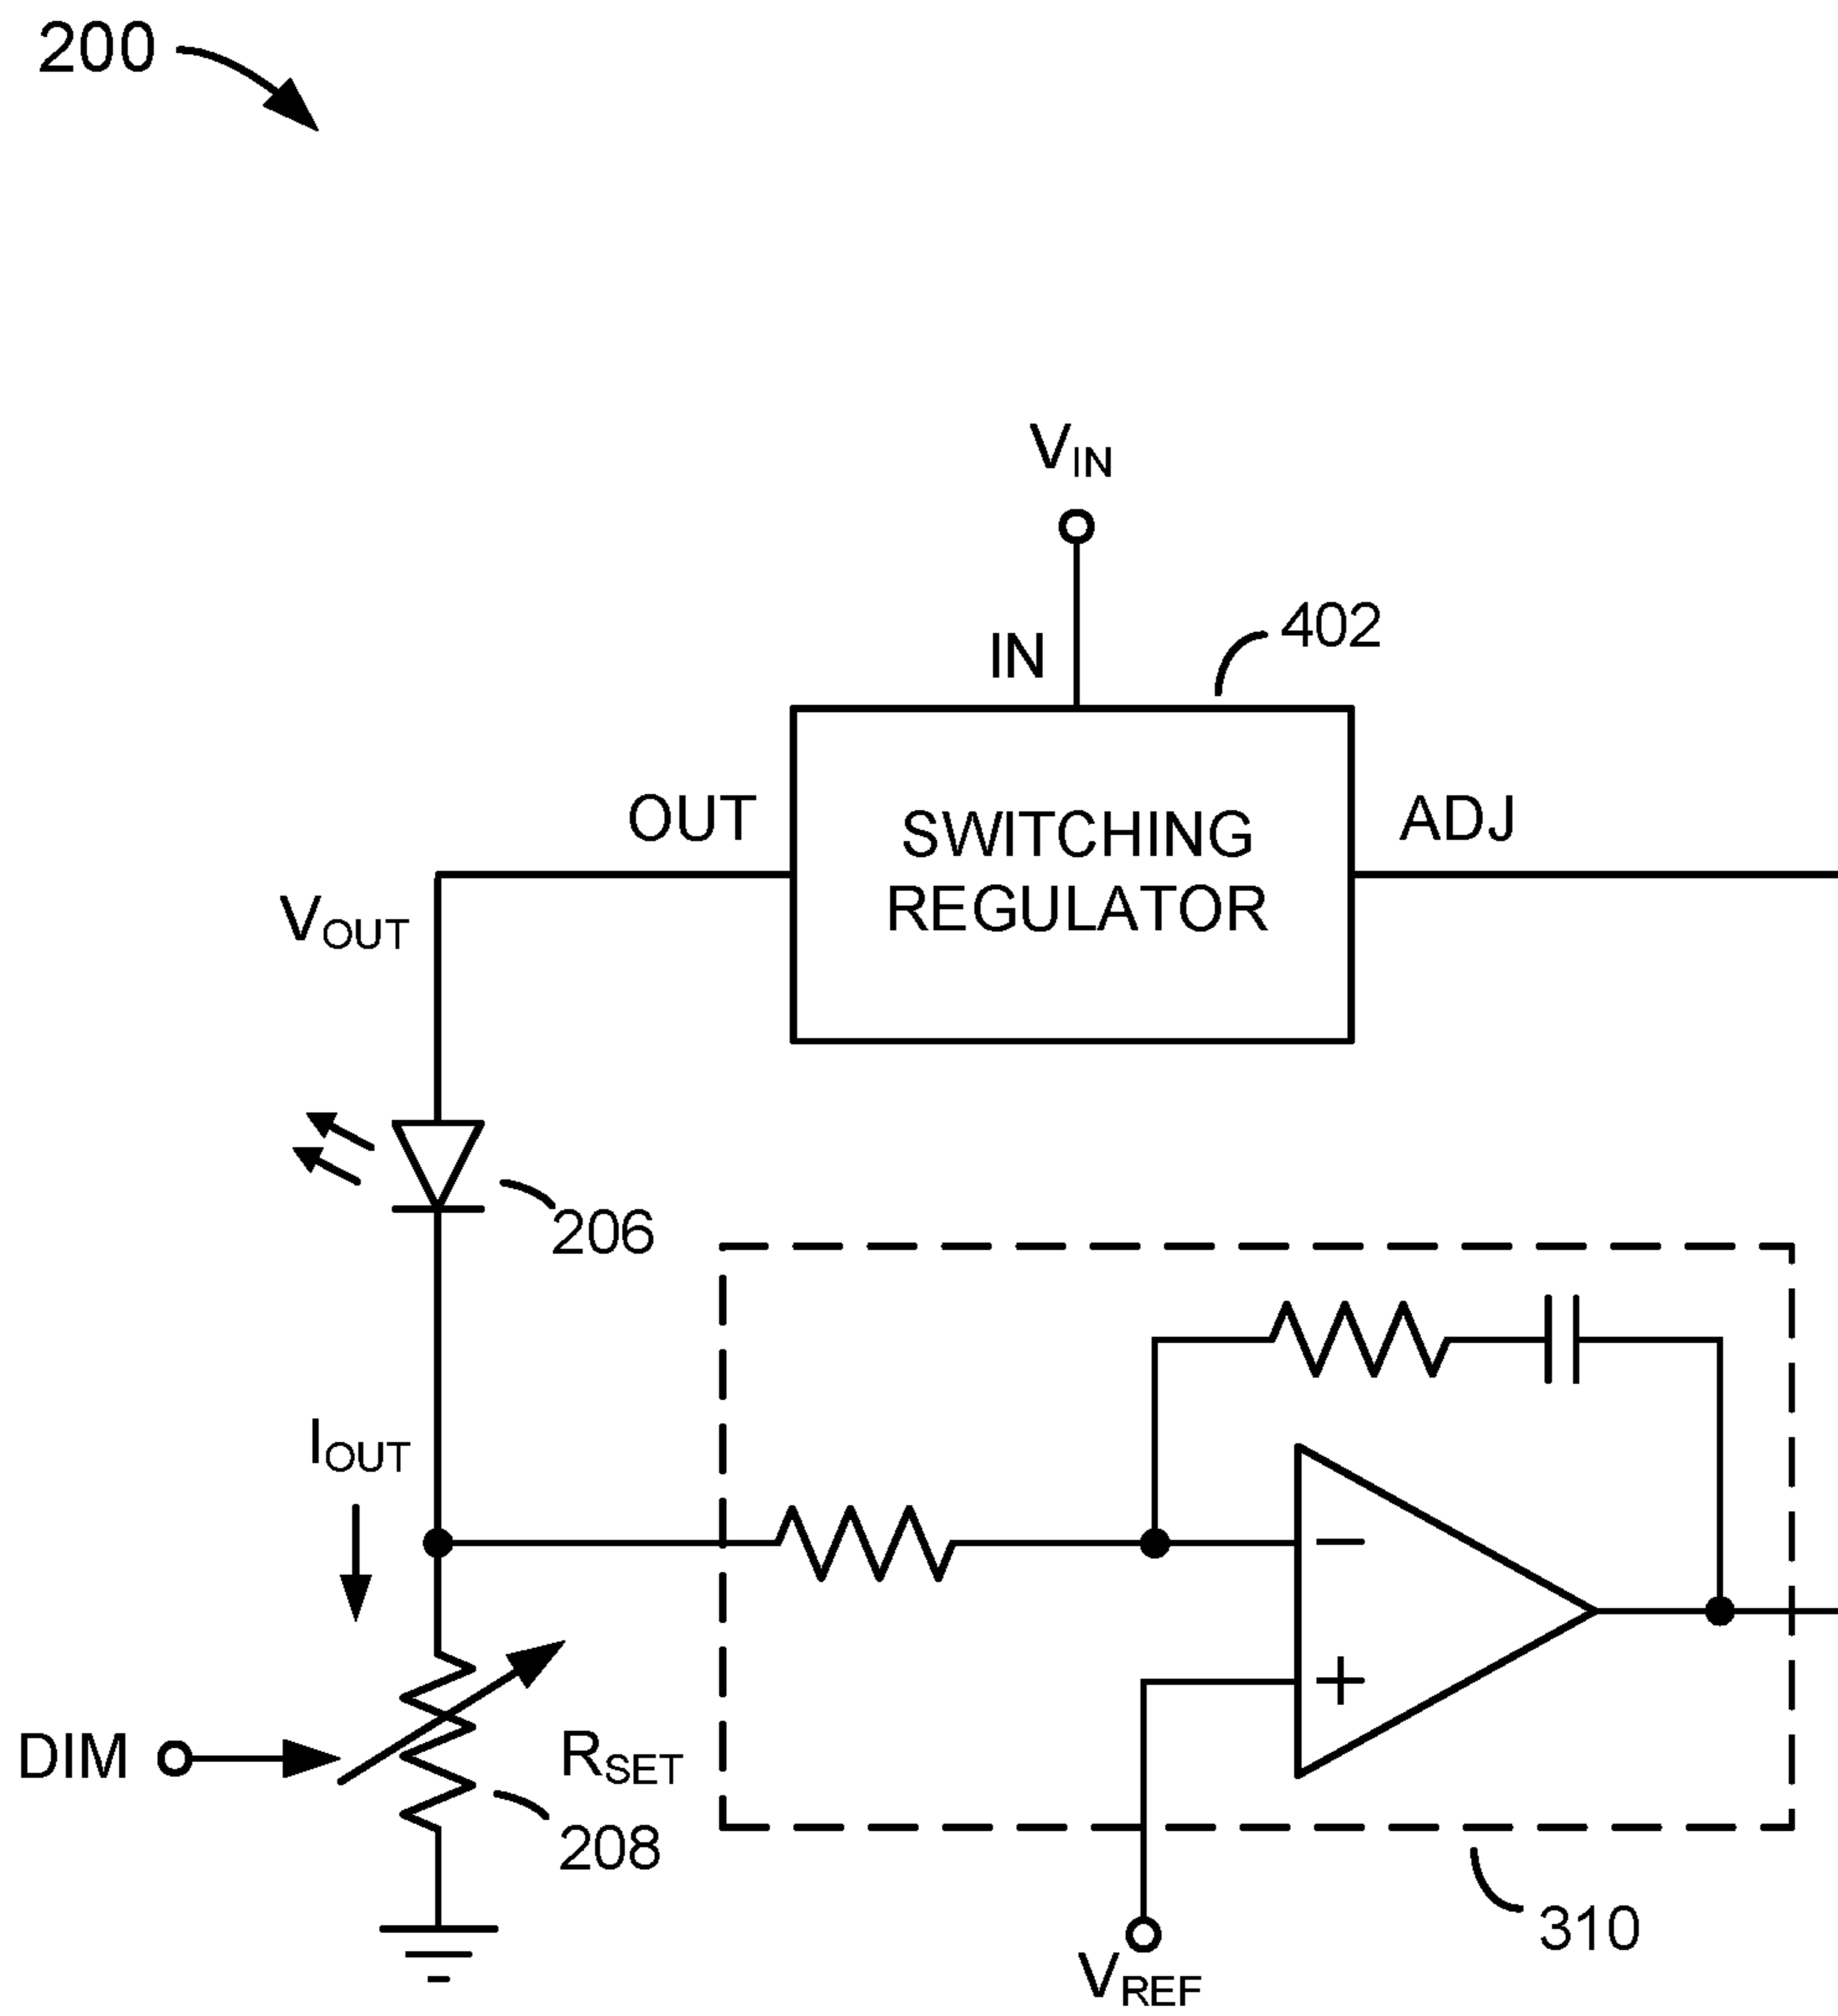 200
VIN
402
IN
OUT
SWITCHING
REGULATOR
ADJ
VOUT
206
IOUT
−
+
DIM
RSET
208
310
VREF